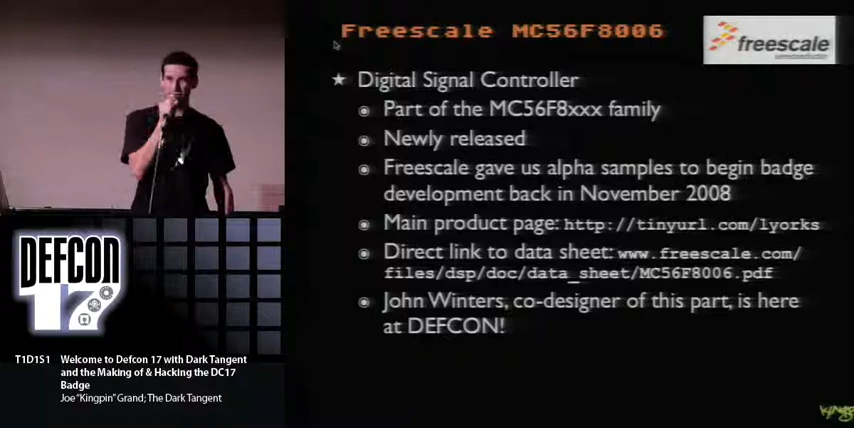 Freescale MC56F8006
freescale
semiconductor
★ Digital Signal Controller
Part of the MC56F8xxx family
Newly released
Freescale gave us alpha samples to begin badge
development back in November 2008
Main product page: http://tinyurl.com/lyorks
Direct link to data sheet: www.freescale.com/
files/dsp/doc/data_sheet/MC56F8006.pdf
John Winters, co-designer of this part, is here
at DEFCON!
DEFCON
17
T1D1S1 Welcome to Defcon 17 with Dark Tangent
and the Making of & Hacking the DC17
Badge
Joe "Kingpin" Grand; The Dark Tangent